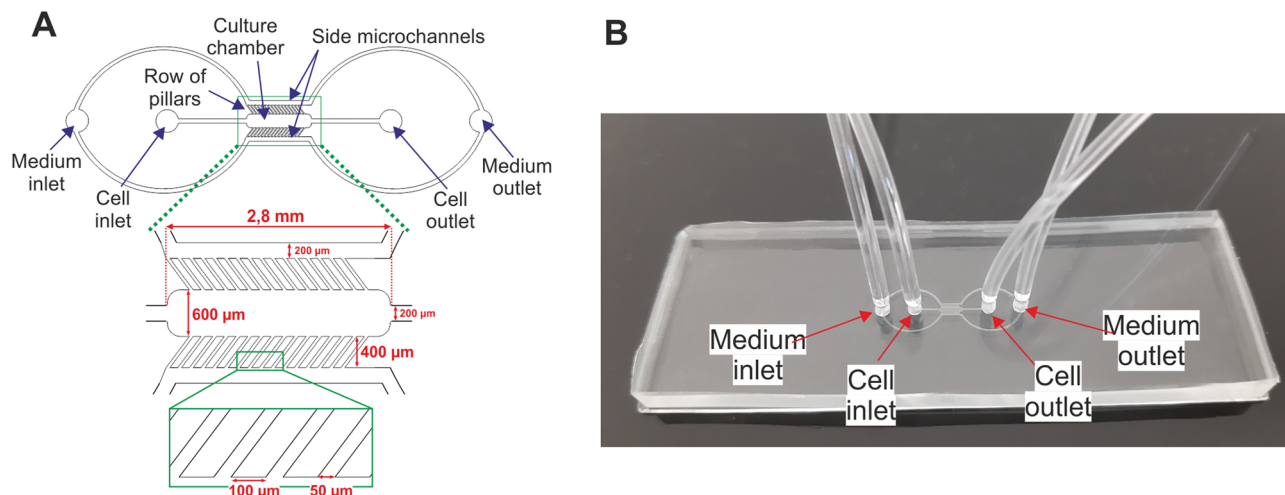 A
Culture
chamber
Side microchannels
Row of
pillars
Medium
inlet
Cell
inlet
Cell
outlet
Medium
outlet
2,8 mm
200 µm
600 µm
200 µm
400 µm
100 µm
50 µm
B
Medium
inlet
Cell
inlet
Cell
outlet
Medium
outlet